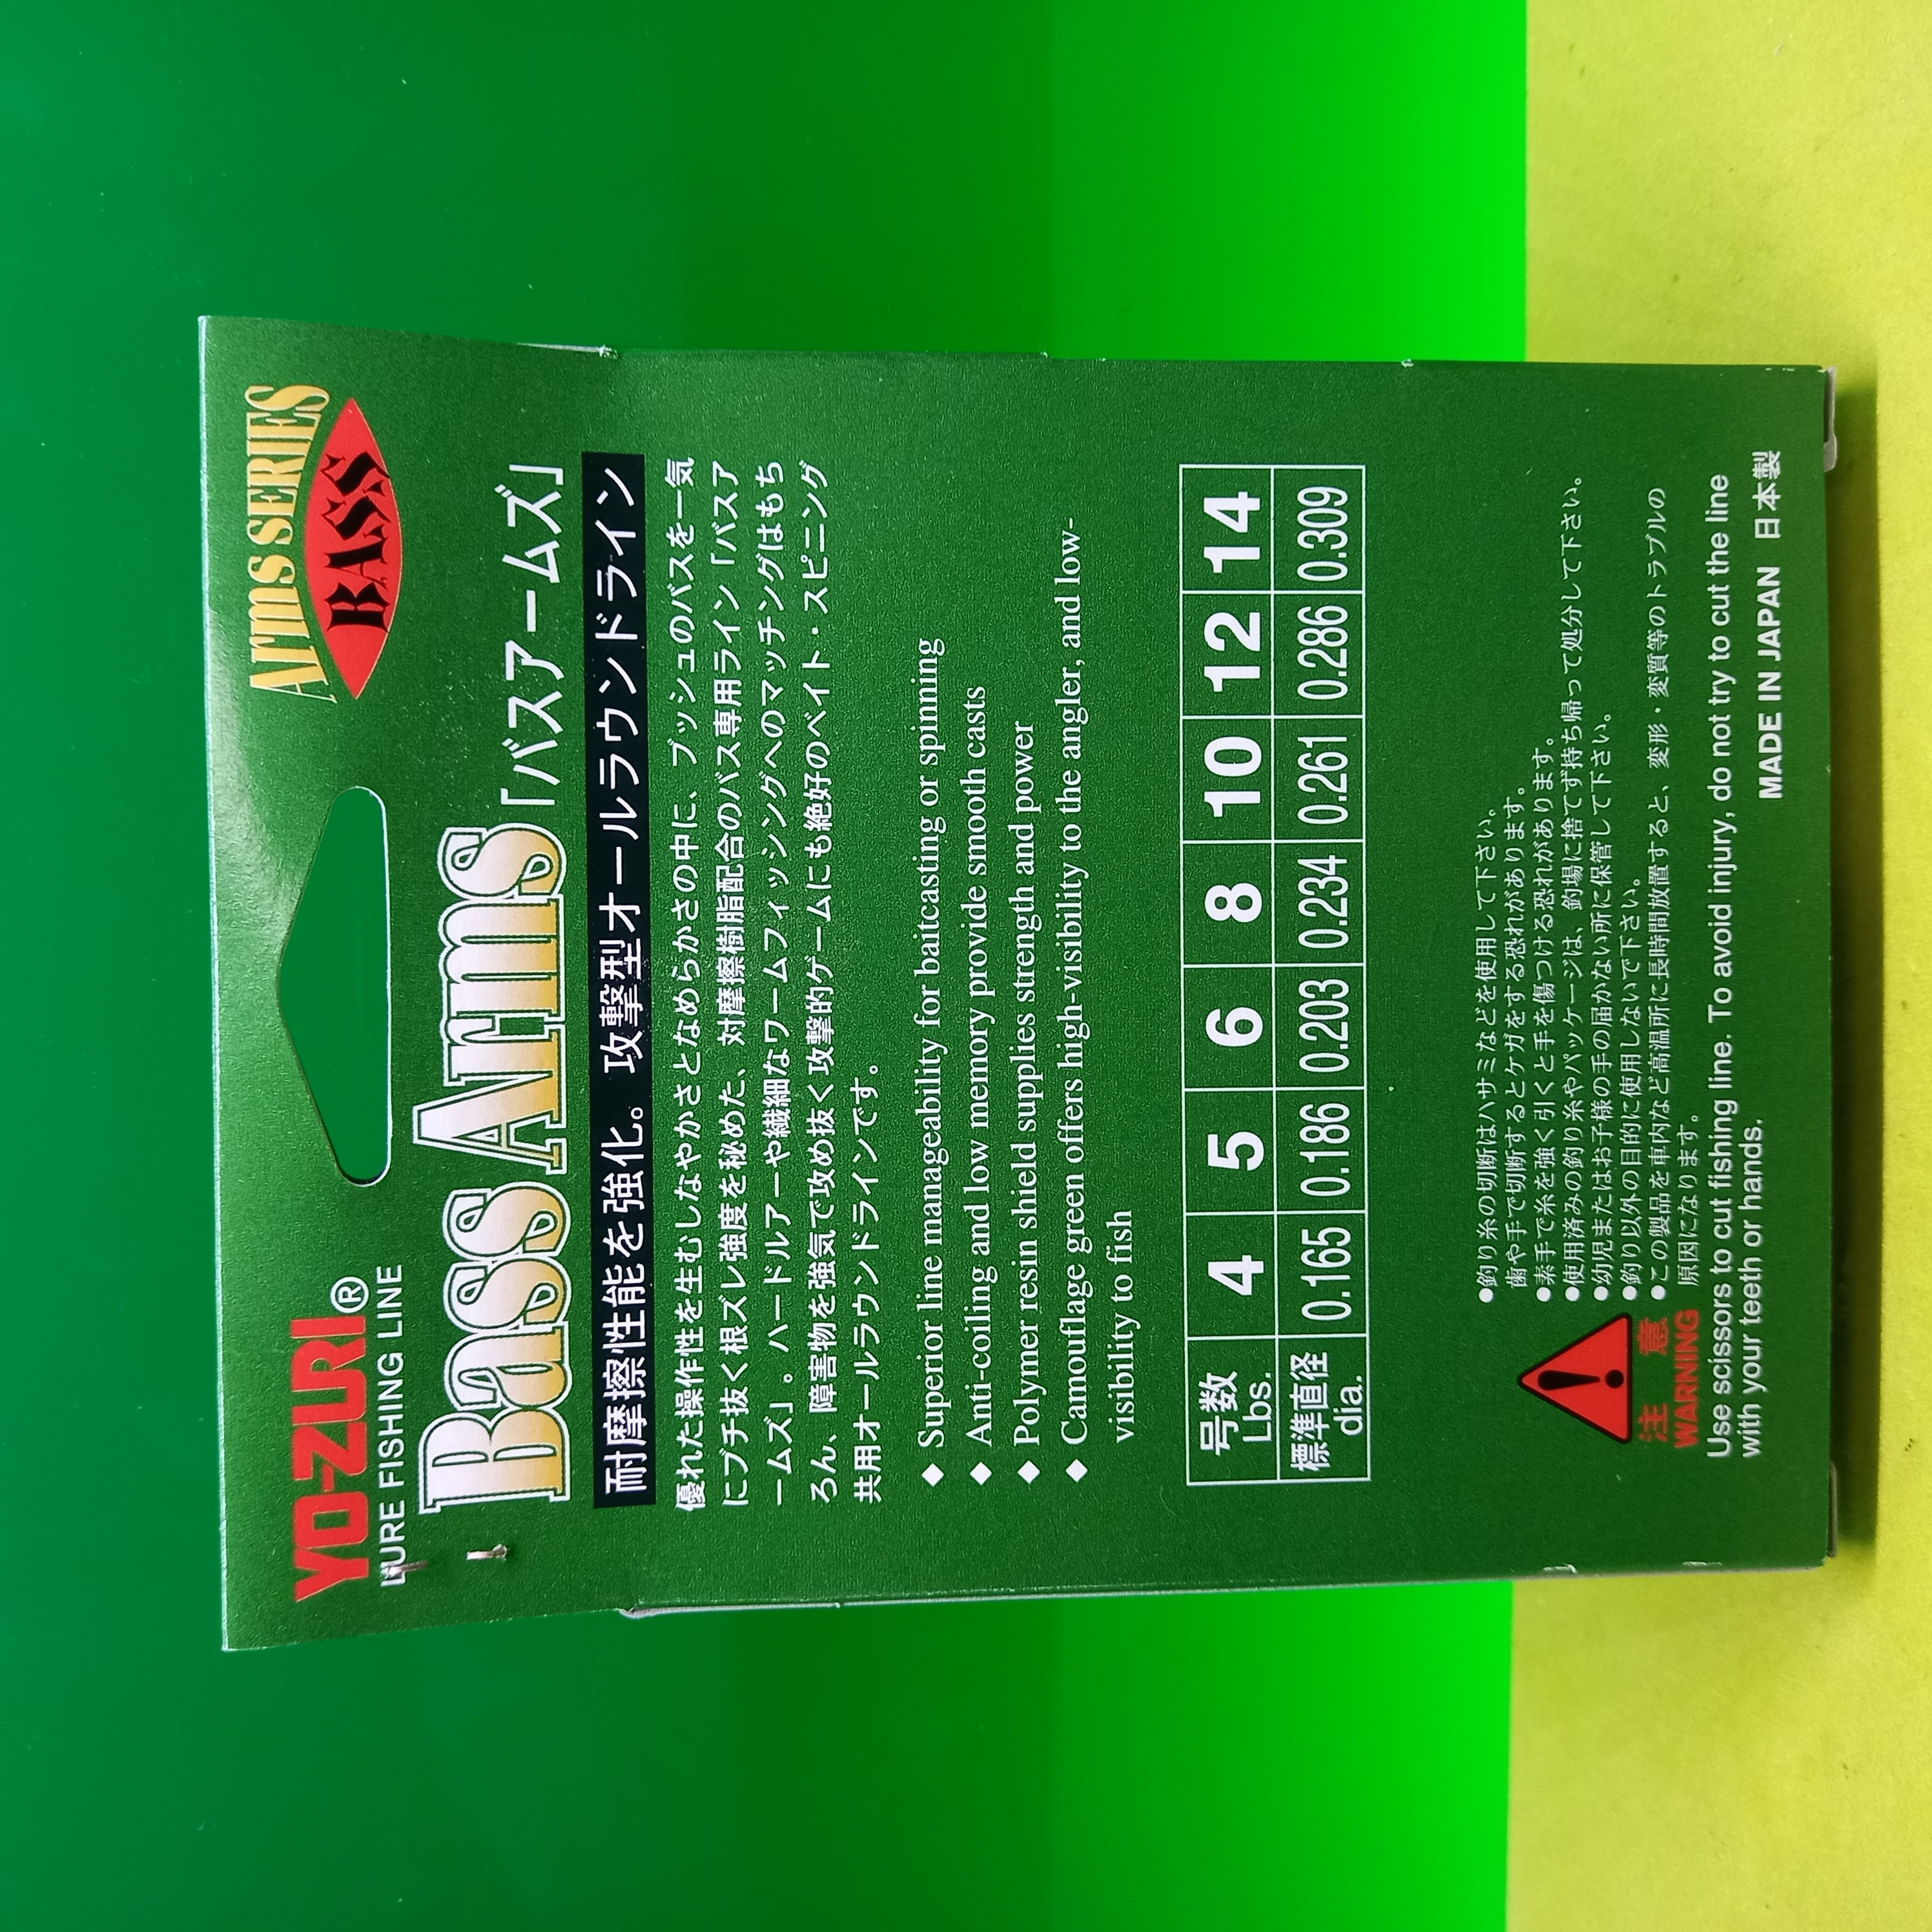 YO-ZURI®
LURE FISHING LINE
Arms SERIES
BASS
Bass Arms「バスアームズ」
耐摩擦性能を強化。攻撃型オールラウンドライン
優れた操作性を生むしなやかさとなめらかさの中に、ブッシュのバスを一気
にブチ抜く根ズレ強度を秘めた、対摩擦樹脂配合のバス専用ライン「バスア
ームズ」。ハードルアーや繊細なワームフィッシングへのマッチングはもち
ろん、障害物を強気で攻め抜く攻撃的ゲームにも絶好のベイト・スピニング
共用オールラウンドラインです。
◆ Superior line manageability for baitcasting or spinning
◆ Anti-coiling and low memory provide smooth casts
◆ Polymer resin shield supplies strength and power
◆ Camouflage green offers high-visibility to the angler, and low-
visibility to fish
号数 Lbs. 4 5 6 8 10 12 14
標準直径 dia. 0.165 0.186 0.203 0.234 0.261 0.286 0.309
●釣り糸の切断はハサミなどを使用して下さい。
歯や手で切断するとケガをする恐れがあります。
●素手で糸を強く引くと手を傷つける恐れがあります。
●使用済みの釣り糸やパッケージは、釣場に捨てず持ち帰って処分して下さい。
●幼児またはお子様の手の届かない所に保管して下さい。
●釣り以外の目的に使用しないで下さい。
●この製品を車内など高温所に長時間放置すると、変形・変質等のトラブルの
原因になります。
注意
WARNING
Use scissors to cut fishing line. To avoid injury, do not try to cut the line
with your teeth or hands.
MADE IN JAPAN 日本製